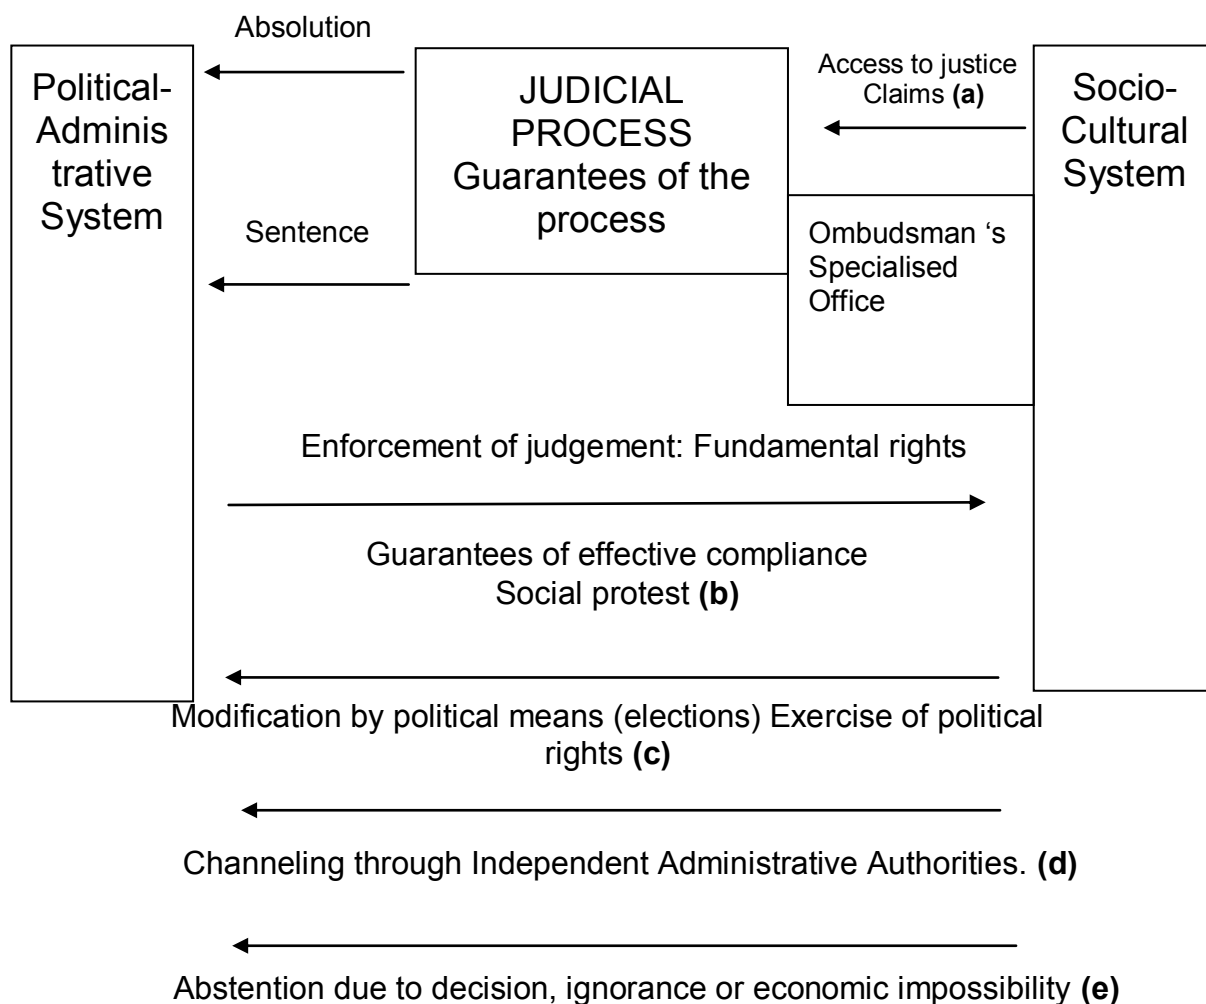 Absolution
Political-
Adminis
trative
System
JUDICIAL
PROCESS
Guarantees of the
process
Access to justice
Claims (a)
Socio-
Cultural
System
Sentence
Ombudsman ‘s
Specialised
Office
Enforcement of judgement: Fundamental rights
Guarantees of effective compliance
Social protest (b)
Modification by political means (elections) Exercise of political
rights (c)
Channeling through Independent Administrative Authorities. (d)
Abstention due to decision, ignorance or economic impossibility (e)